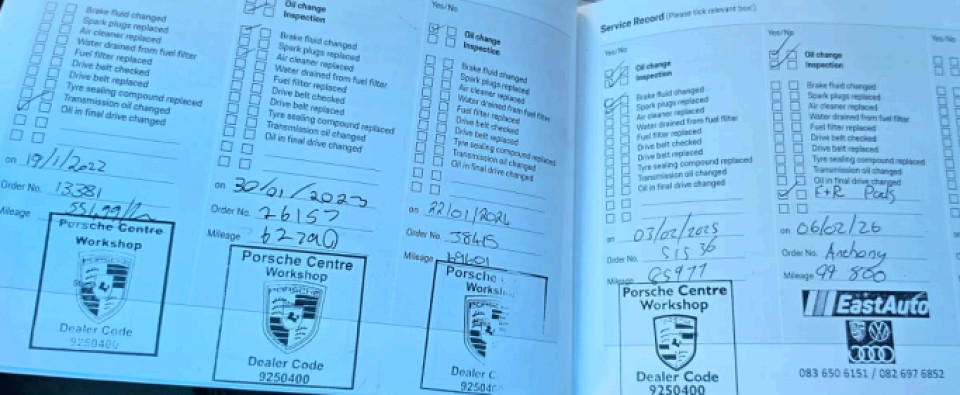 Brake fluid changed
Spark plugs replaced
Air cleaner replaced
Water drained from fuel filter
Fuel filter replaced
Drive belt checked
Drive belt replaced
Tyre sealing compound replaced
Transmission oil changed
Oil in final drive changed
on 19/1/2022
Order No. 13381
Mileage
Porsche Centre
Workshop
Dealer Code
9250400
Oil changed
Inspection
Brake fluid changed
Spark plugs replaced
Air cleaner replaced
Water drained from fuel filter
Fuel filter replaced
Drive belt checked
Drive belt replaced
Tyre sealing compound replaced
Transmission oil changed
Oil in final drive changed
on 30/01/2023
Order No. 26157
Mileage
Porsche Centre
Workshop
PORSCHE
Dealer Code
9250400
Yes/No
Oil changed
Inspection
Brake fluid changed
Spark plugs replaced
Air cleaner replaced
Water drained from fuel filter
Fuel filter replaced
Drive belt checked
Drive belt replaced
Tyre sealing compound replaced
Transmission oil changed
Oil in final drive changed
on 22/01/2024
Order No. 38415
Mileage 69601
Porsche
Dealer
Service Record (Please tick relevant box)
Yes/No
Oil change
Inspection
Brake fluid changed
Spark plugs replaced
Air cleaner replaced
Water drained from fuel filter
Fuel filter replaced
Drive belt checked
Drive belt replaced
Tyre sealing compound replaced
Transmission oil changed
Oil in final drive changed
on 03/02/2025
Order No. 51536
Mileage
Porsche Centre
Workshop
Dealer Code
9250400
Yes/No
Oil change
Inspection
Brake fluid changed
Spark plugs replaced
Air cleaner replaced
Water drained from fuel filter
Fuel filter replaced
Drive belt checked
Drive belt replaced
Tyre sealing compound replaced
Transmission oil changed
Oil in final drive changed
F+R Pads
on 06/02/26
Order No. Anthony
Mileage 99 800
EastAuto
083 650 6151 / 082 697 6852
Yes/No